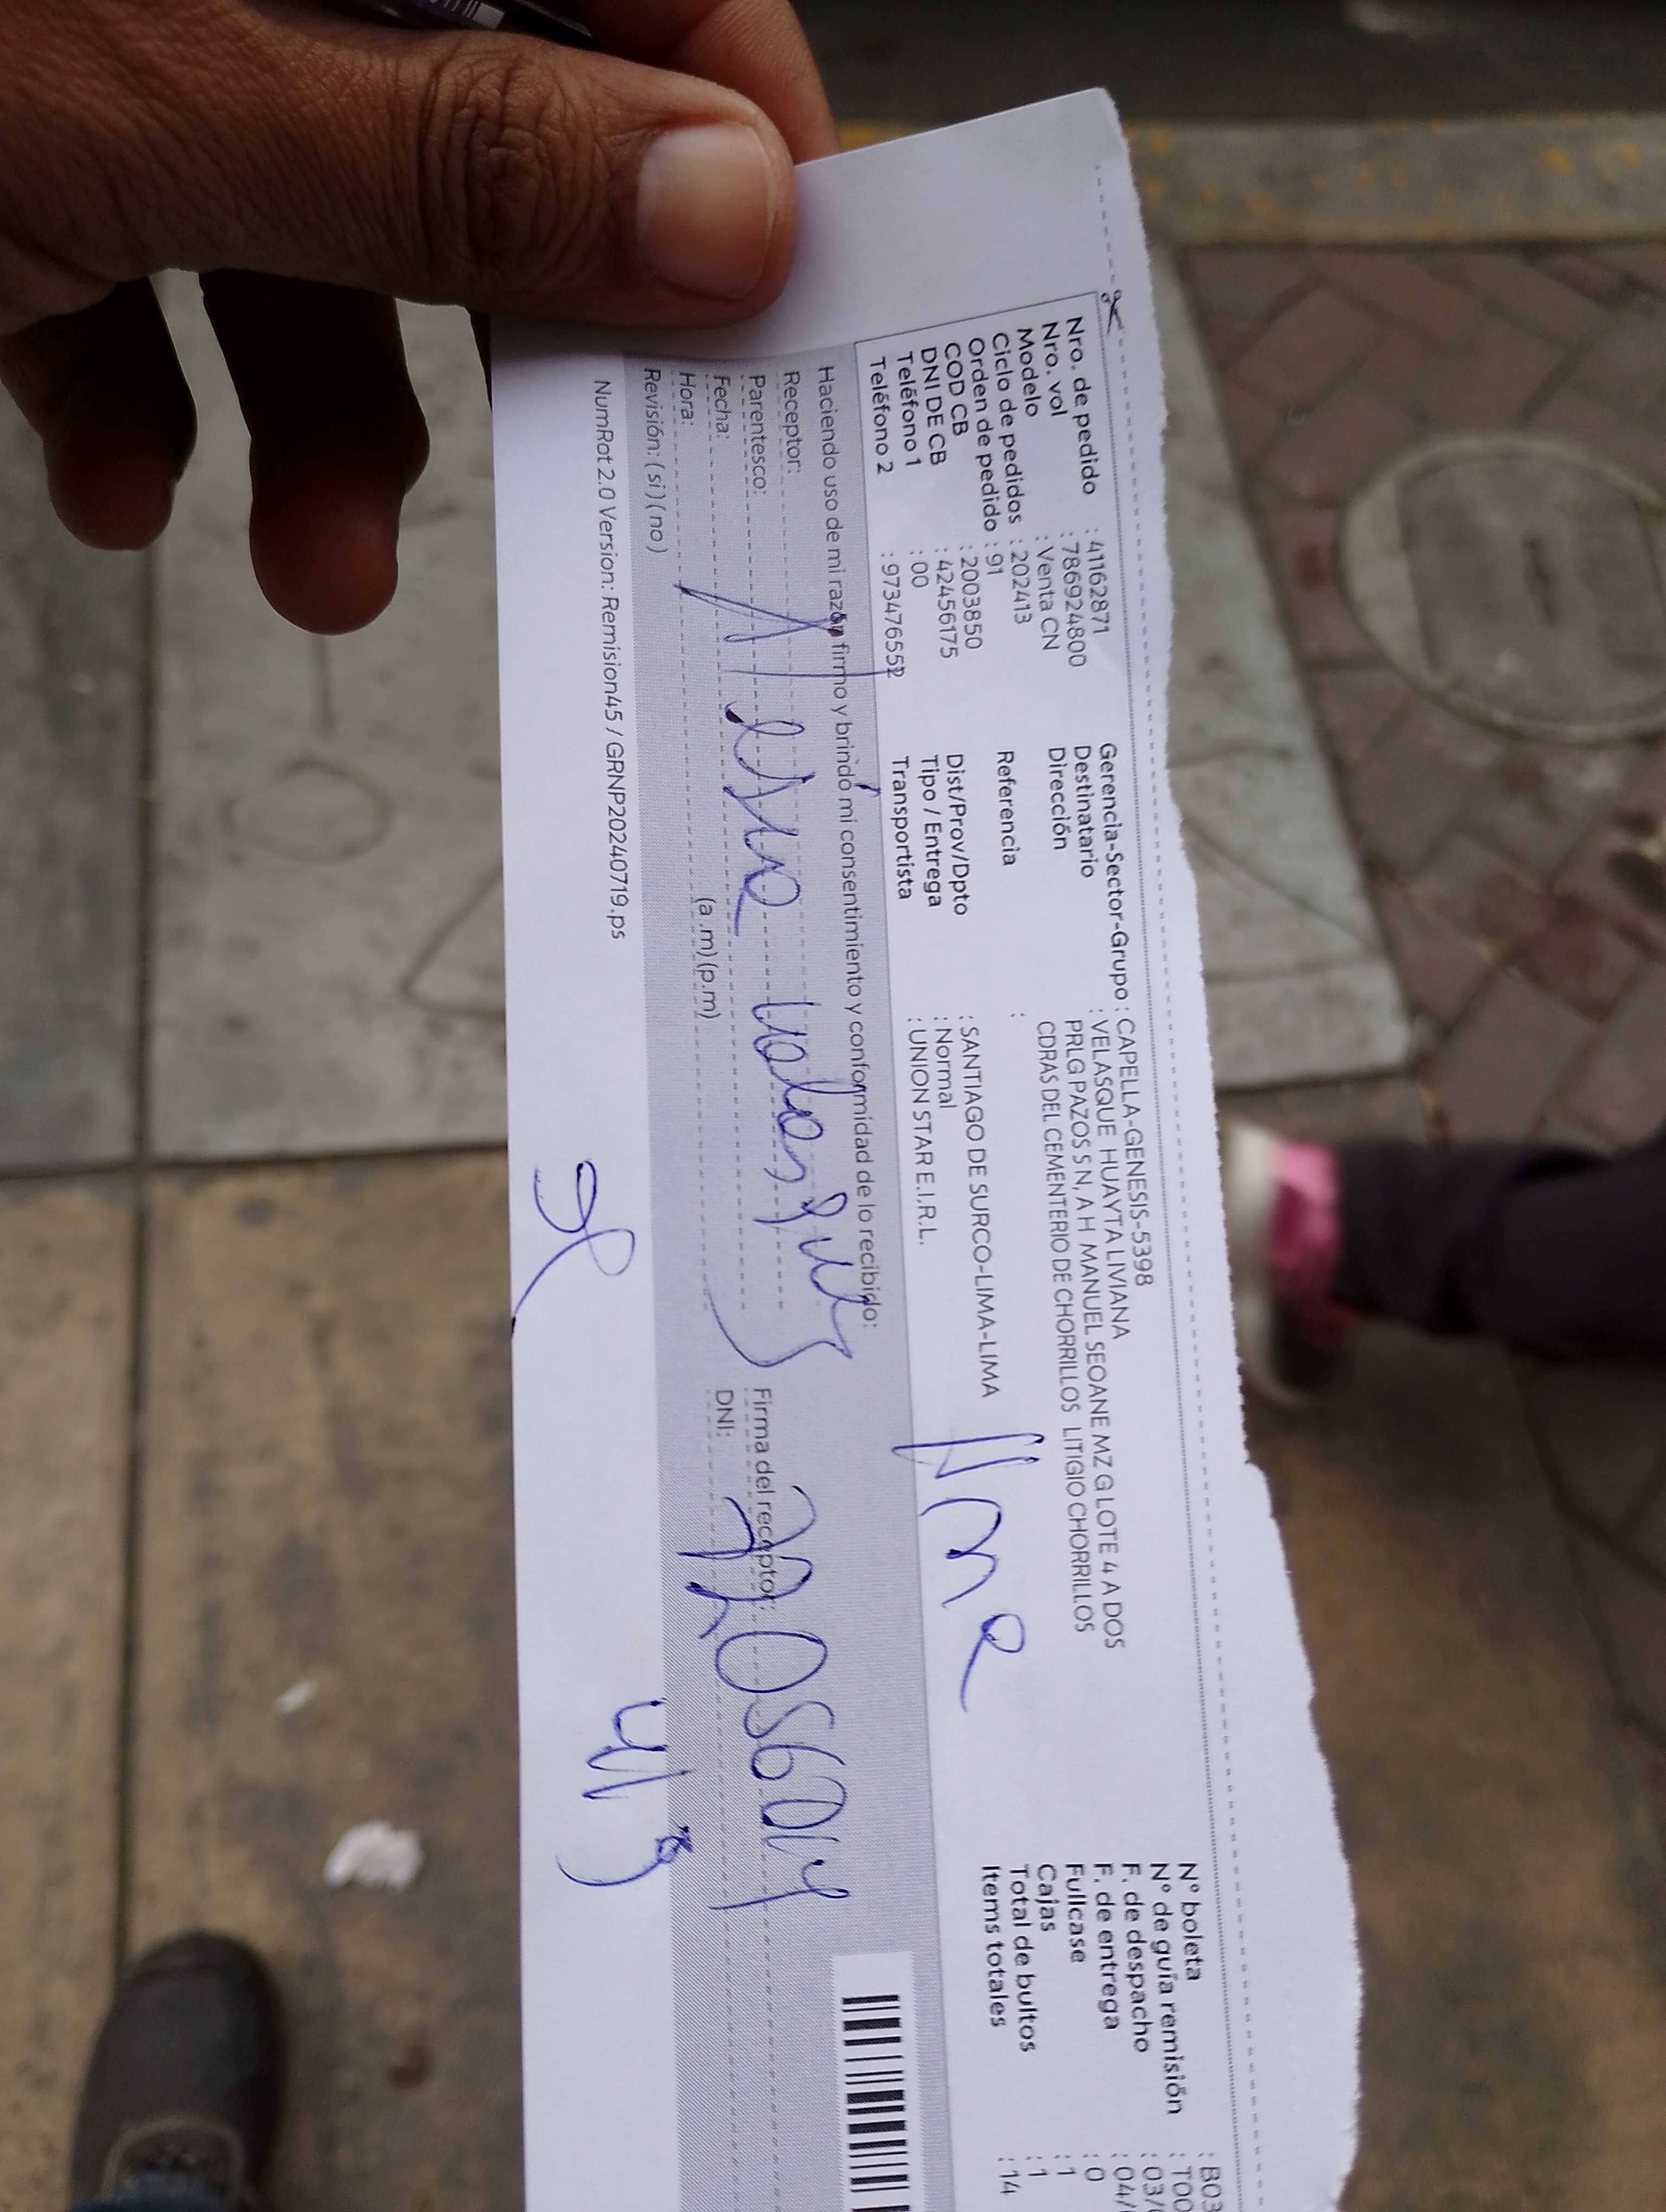 Nro. de pedido : 41162871
Nro. vol : 786924800
Modelo : Venta CN
Ciclo de pedidos : 202413
Orden de pedido : 91
COD CB : 2003850
DNI DE CB : 42456175
Teléfono 1 : 00
Teléfono 2 : 973476552
Gerencia-Sector-Grupo : CAPELLA-GENESIS-5398
Destinatario : VELASQUE HUAYTA LIVIANA
Dirección PRLG PAZOS S N, A H MANUEL SEOANE MZ G LOTE 4 A DOS
CDRAS DEL CEMENTERIO DE CHORRILLOS LITIGIO CHORRILLOS
Referencia :
Dist/Prov/Dpto : SANTIAGO DE SURCO-LIMA-LIMA
Tipo / Entrega : Normal
Transportista : UNION STAR E.I.R.L.
N° boleta : B03
N° de guía remisión : T00
F. de despacho : 03/
F. de entrega : 04/
Fullcase : 0
Cajas : 1
Total de bultos : 1
Items totales : 14
Haciendo uso de mi razón firmo y brindo mi consentimiento y conformidad de lo recibido:
Receptor:
Parentesco:
Fecha:
Hora: (a.m) (p.m)
Revisión: (si) (no)
Firma del receptor:
DNI:
NumRot 2.0 Version: Remision45 / GRNP20240719.ps